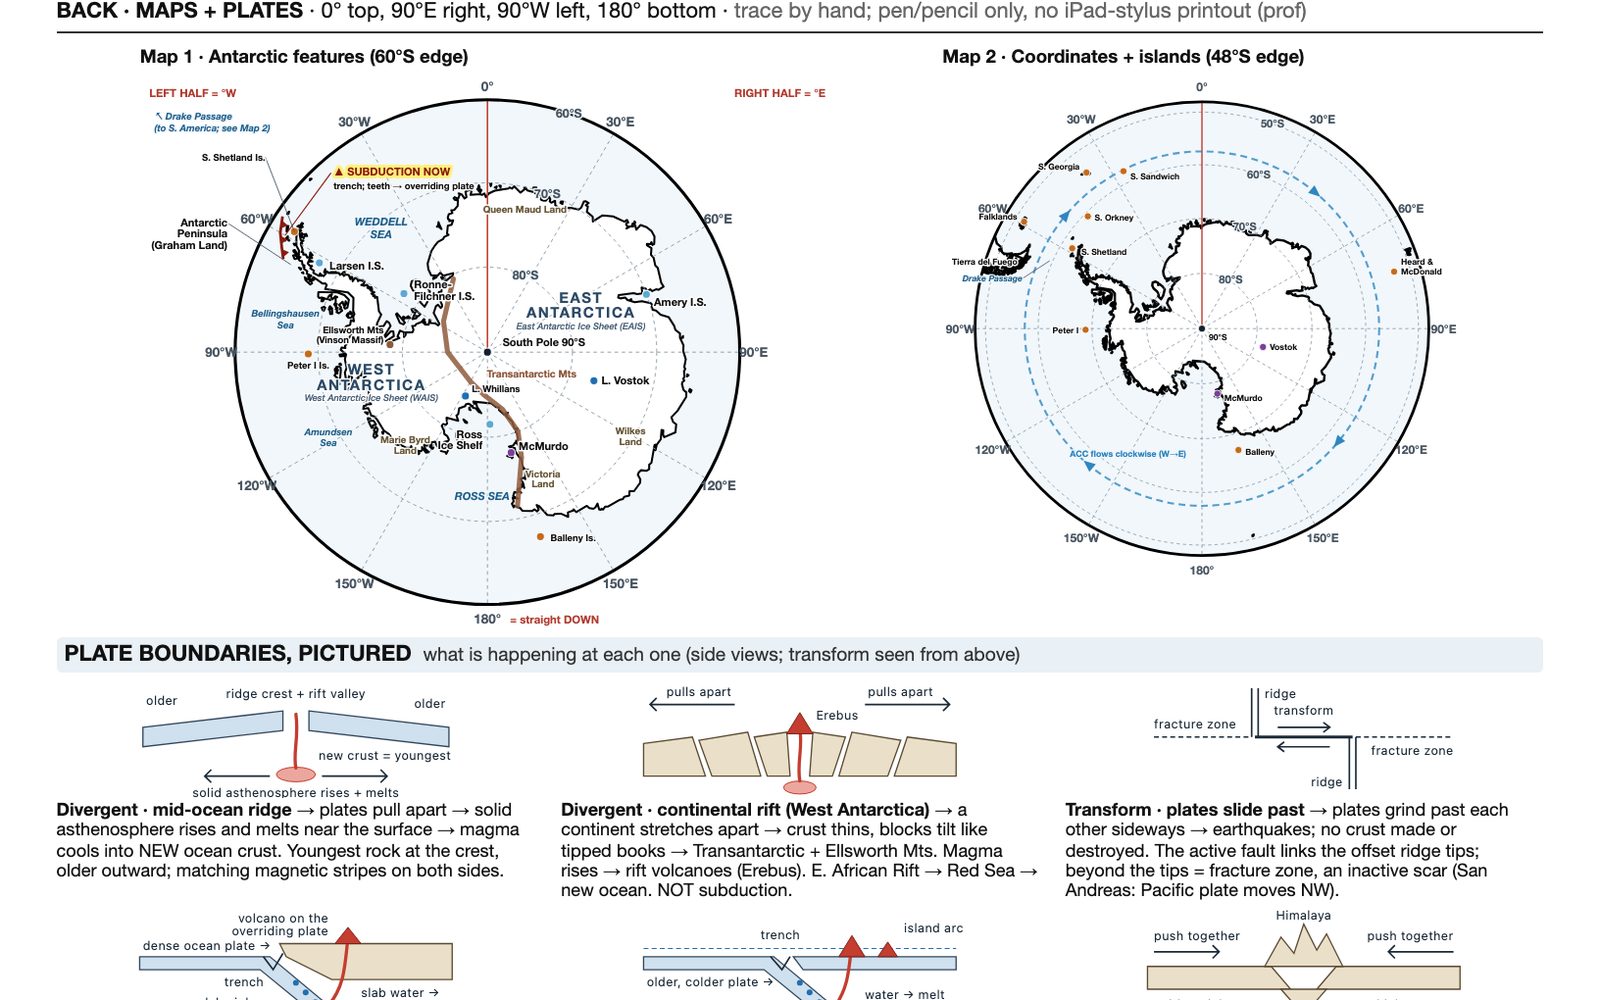 BACK · MAPS + PLATES · 0° top, 90°E right, 90°W left, 180° bottom · trace by hand; pen/pencil only, no iPad-stylus printout (prof)
Map 1 · Antarctic features (60°S edge)
LEFT HALF = °W
RIGHT HALF = °E
0°
↖ Drake Passage
(to S. America; see Map 2)
30°W
60°S
30°E
S. Shetland Is.
▲ SUBDUCTION NOW
trench; teeth → overriding plate
70°S
Queen Maud Land
60°W
60°E
Antarctic
Peninsula
(Graham Land)
WEDDELL
SEA
Larsen I.S.
80°S
(Ronne-
Filchner I.S.
EAST
ANTARCTICA
East Antarctic Ice Sheet (EAIS)
Amery I.S.
Bellingshausen
Sea
Ellsworth Mts
(Vinson Massif)
South Pole 90°S
90°W
90°E
Peter I Is.
WEST
ANTARCTICA
West Antarctic Ice Sheet (WAIS)
Transantarctic Mts
L. Whillans
L. Vostok
Amundsen
Sea
Marie Byrd
Land
Ross
Ice Shelf
McMurdo
Wilkes
Land
Victoria
Land
ROSS SEA
120°W
120°E
Balleny Is.
150°W
150°E
180° = straight DOWN
Map 2 · Coordinates + islands (48°S edge)
0°
30°W
50°S
30°E
S. Georgia
S. Sandwich
60°S
Falklands
S. Orkney
60°E
70°S
S. Shetland
Tierra del Fuego
Drake Passage
Heard &
McDonald
80°S
90°W
Peter I
90°S
90°E
Vostok
McMurdo
120°W
ACC flows clockwise (W→E)
Balleny
120°E
150°W
150°E
180°
PLATE BOUNDARIES, PICTURED what is happening at each one (side views; transform seen from above)
older
ridge crest + rift valley
older
new crust = youngest
solid asthenosphere rises + melts
Divergent · mid-ocean ridge → plates pull apart → solid
asthenosphere rises and melts near the surface → magma
cools into NEW ocean crust. Youngest rock at the crest,
older outward; matching magnetic stripes on both sides.
pulls apart
pulls apart
Erebus
Divergent · continental rift (West Antarctica) → a
continent stretches apart → crust thins, blocks tilt like
tipped books → Transantarctic + Ellsworth Mts. Magma
rises → rift volcanoes (Erebus). E. African Rift → Red Sea →
new ocean. NOT subduction.
ridge
transform
fracture zone
fracture zone
ridge
Transform · plates slide past → plates grind past each
other sideways → earthquakes; no crust made or
destroyed. The active fault links the offset ridge tips;
beyond the tips = fracture zone, an inactive scar (San
Andreas: Pacific plate moves NW).
volcano on the
overriding plate
dense ocean plate →
trench
slab water →
trench
island arc
older, colder plate →
water → melt
Himalaya
push together
push together